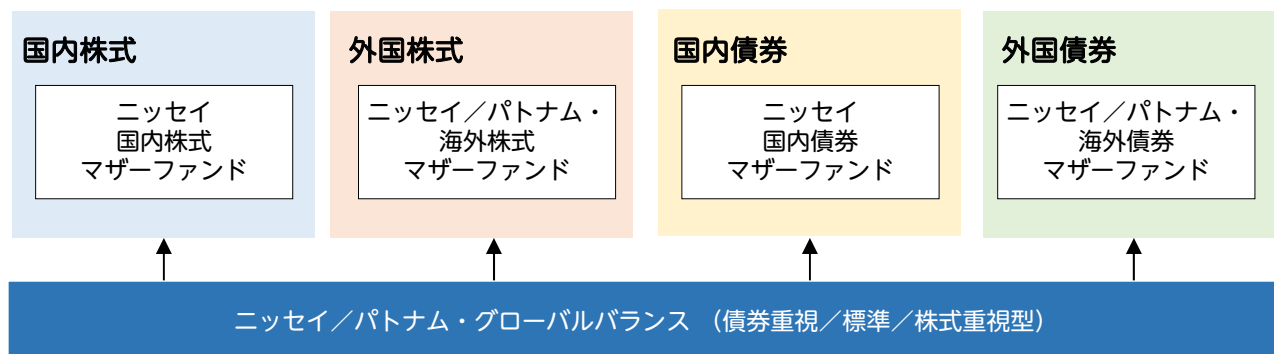 国内株式
ニッセイ
国内株式
マザーファンド
外国株式
ニッセイ／パトナム・
海外株式
マザーファンド
国内債券
ニッセイ
国内債券
マザーファンド
外国債券
ニッセイ／パトナム・
海外債券
マザーファンド
ニッセイ／パトナム・グローバルバランス （債券重視／標準／株式重視型）